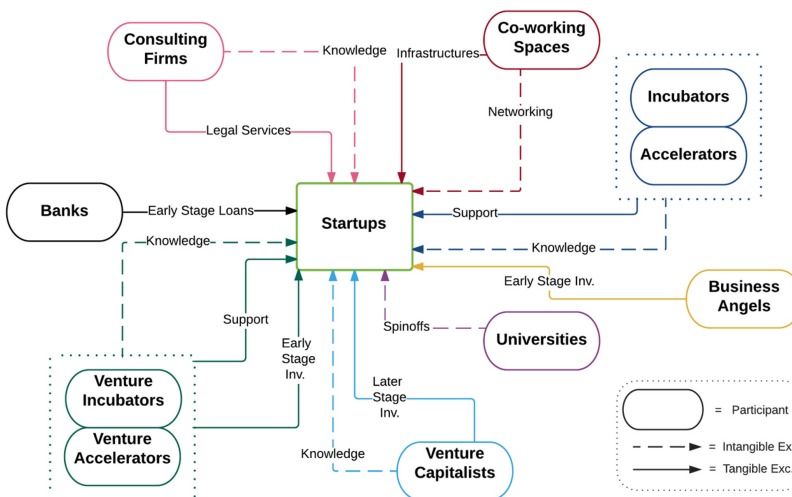 Consulting
Firms
Knowledge
Infrastructures
Co-working
Spaces
Incubators
Accelerators
Networking
Legal Services
Banks
Early Stage Loans
Startups
Support
Knowledge
Knowledge
Early Stage Inv.
Business
Angels
Support
Spinoffs
Universities
Early
Stage
Inv.
Venture
Incubators
Venture
Accelerators
Later
Stage
Inv.
Knowledge
Venture
Capitalists
= Participant
= Intangible Ex
= Tangible Exc.